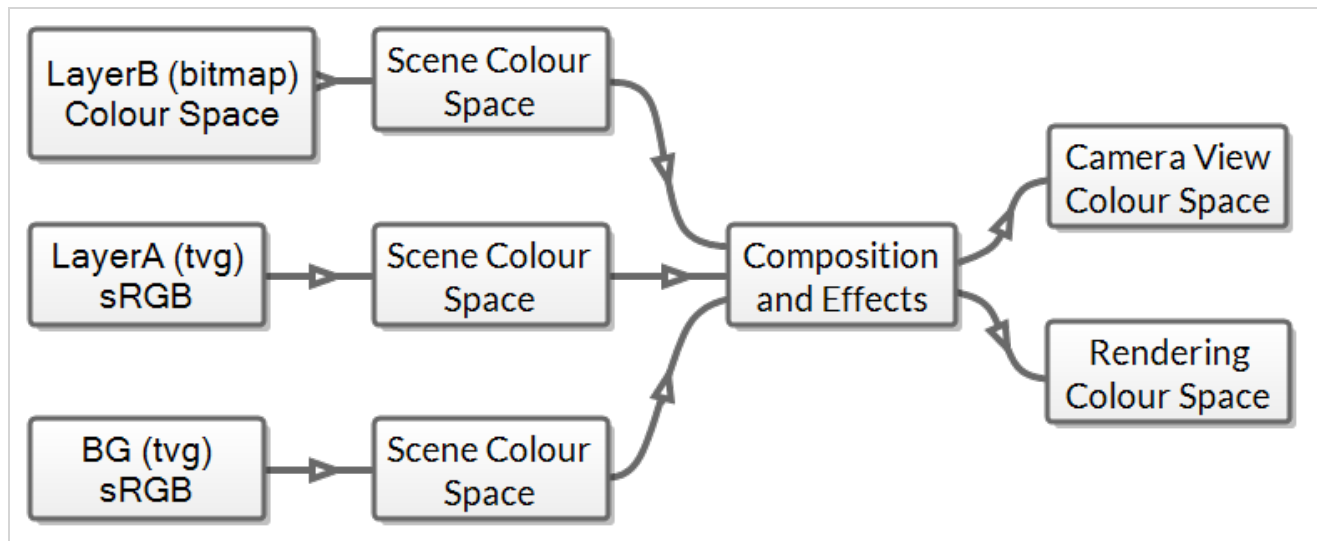 LayerB (bitmap)
Colour Space
Scene Colour
Space
LayerA (tvg)
sRGB
Scene Colour
Space
BG (tvg)
sRGB
Scene Colour
Space
Composition
and Effects
Camera View
Colour Space
Rendering
Colour Space